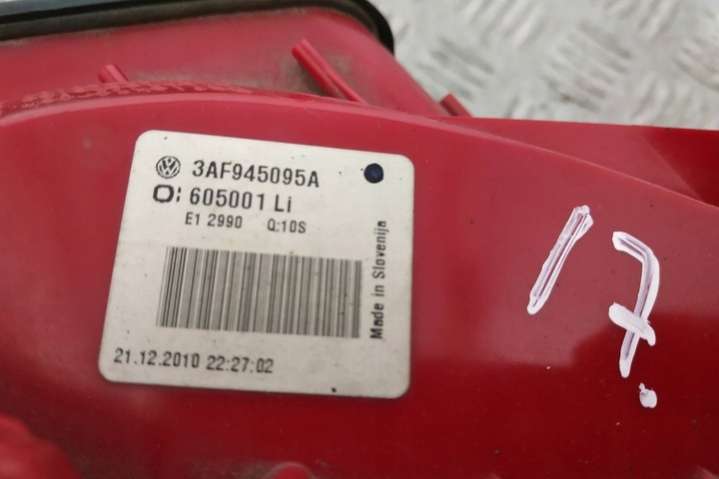 3AF945095A
O: 605001 Li
E1 2990 Q:10S
Made in Slovenija
21.12.2010 22:27:02
17.